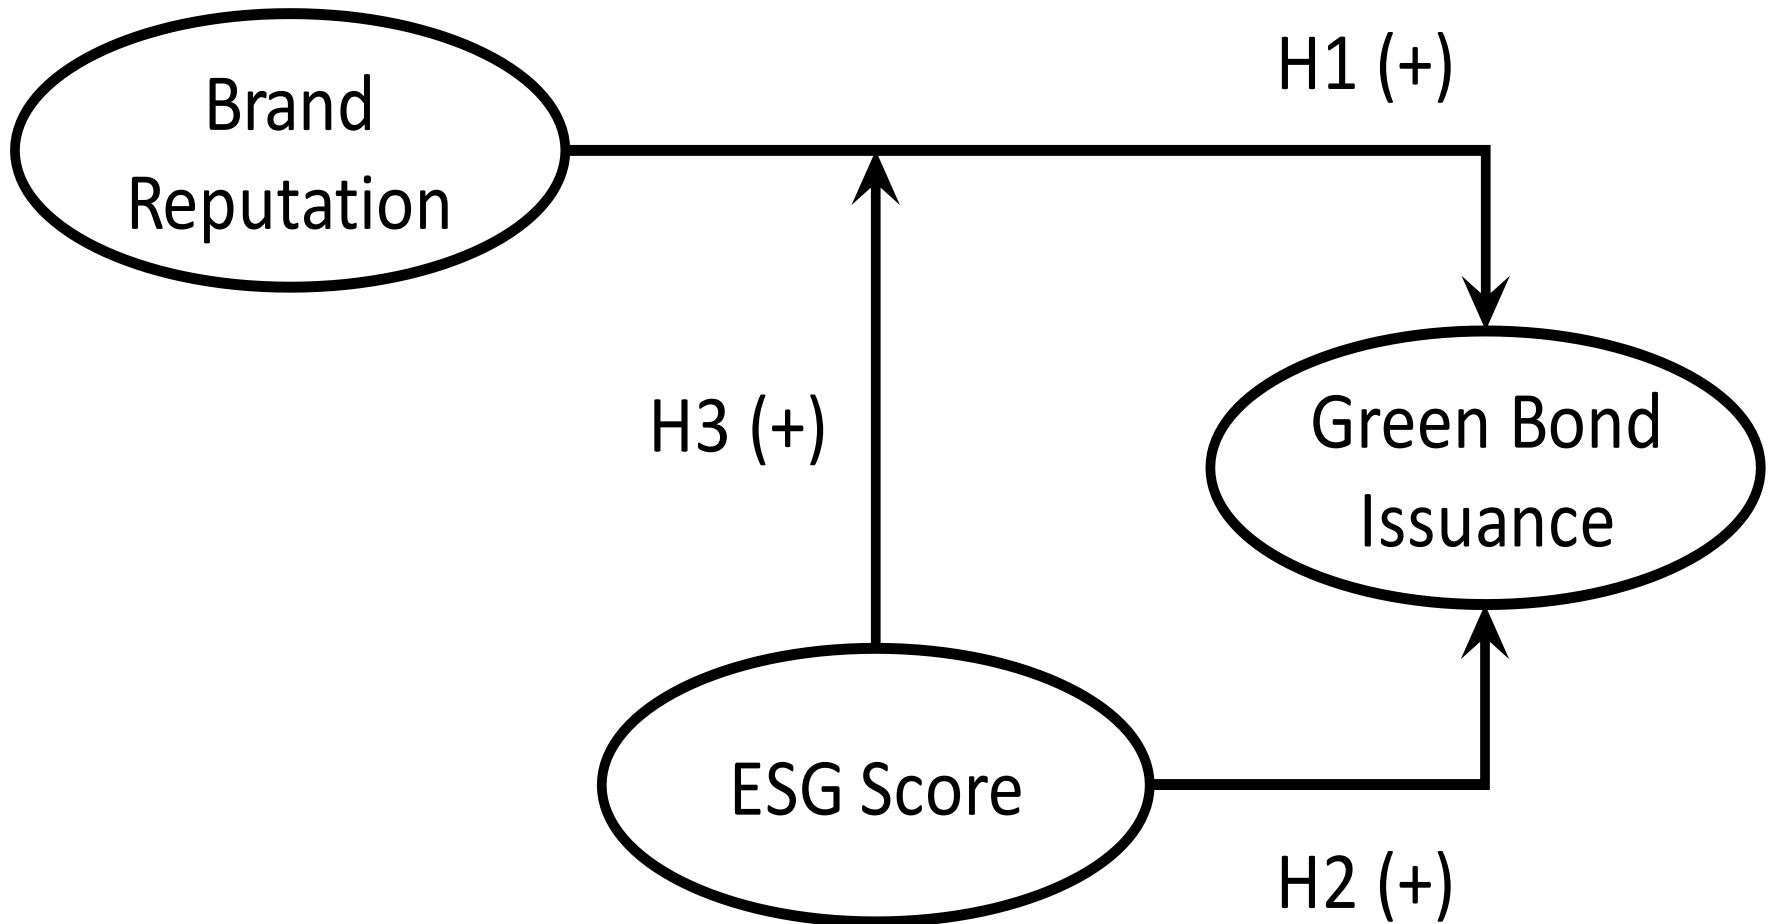 Brand
Reputation
H1 (+)
H3 (+)
Green Bond
Issuance
ESG Score
H2 (+)